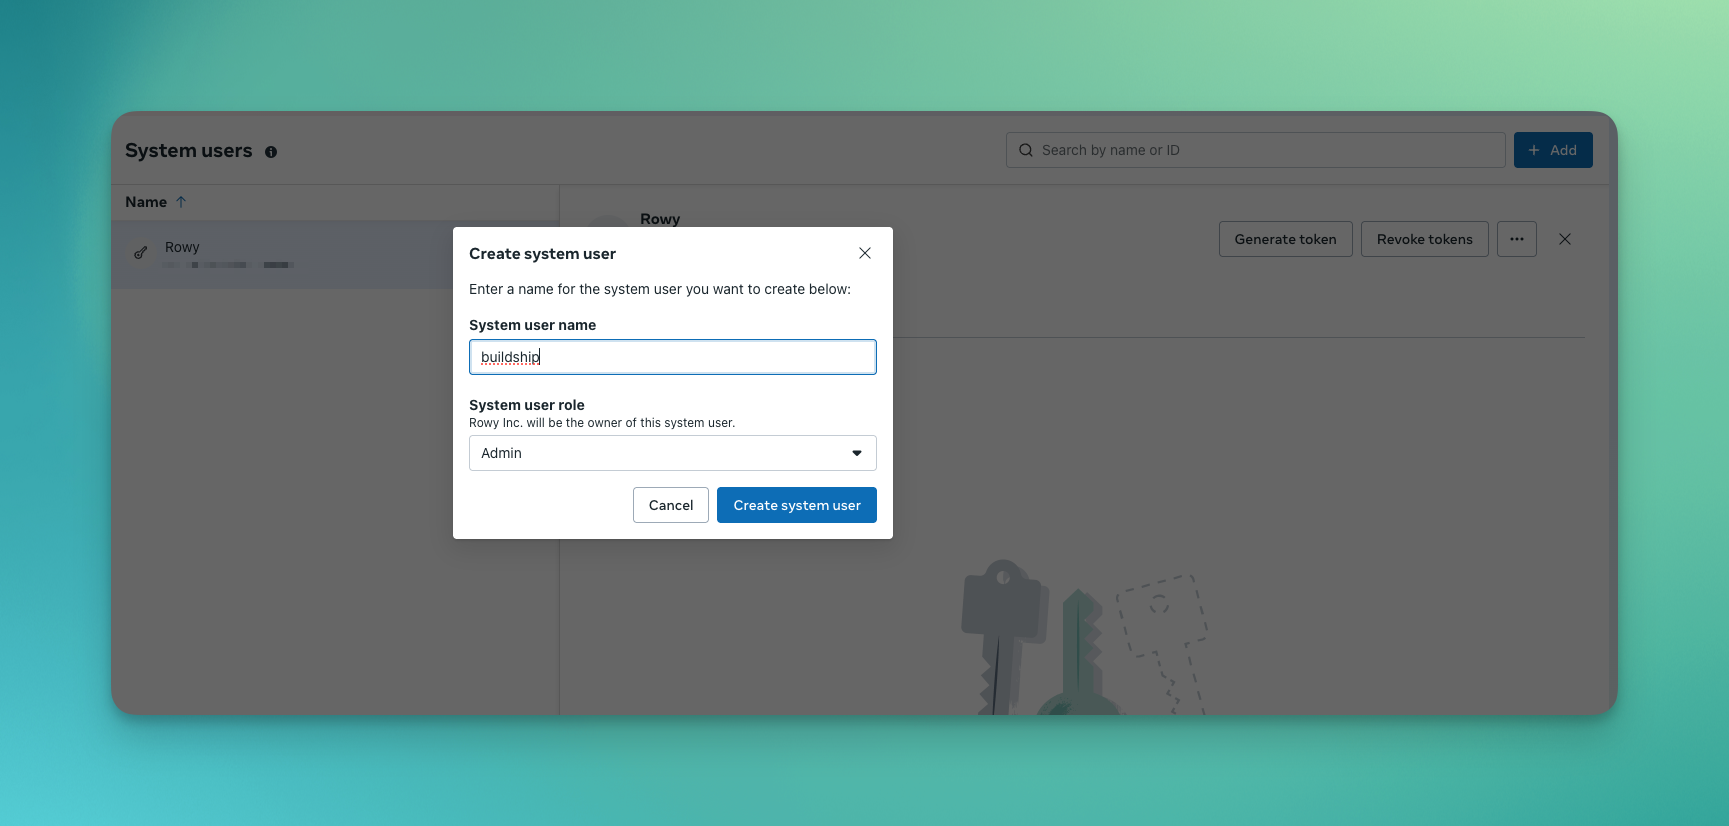 System users
Search by name or ID
+ Add
Name ↑
Rowy
Rowy
Generate token
Revoke tokens
Create system user
Enter a name for the system user you want to create below:
System user name
buildship
System user role
Rowy Inc. will be the owner of this system user.
Admin
Cancel
Create system user